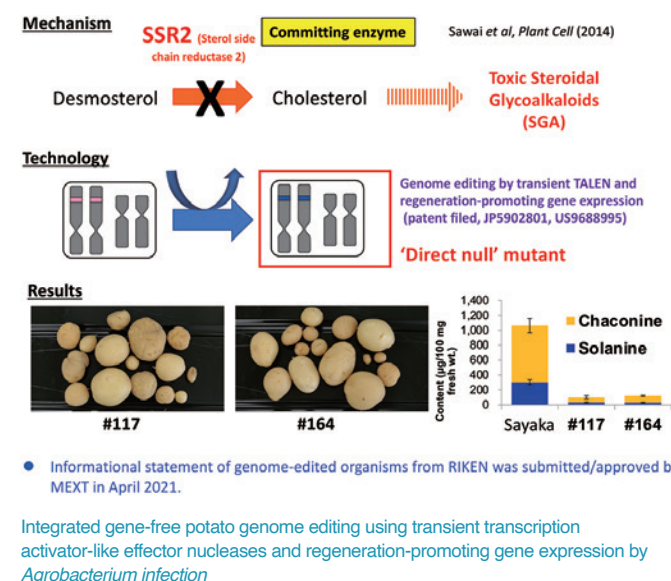 Mechanism
SSR2 (Sterol side
chain reductase 2)
Committing enzyme
Sawai et al, Plant Cell (2014)
Desmosterol
X
Cholesterol
Toxic Steroidal
Glycoalkaloids
(SGA)
Technology
Genome editing by transient TALEN and
regeneration-promoting gene expression
(patent filed, JP5902801, US9688995)
‘Direct null’ mutant
Results
#117
#164
Content (µg/100 mg
fresh wt.)
1,400
1,200
1,000
800
600
400
200
0
Chaconine
Solanine
Sayaka #117 #164
● Informational statement of genome-edited organisms from RIKEN was submitted/approved b
MEXT in April 2021.
Integrated gene-free potato genome editing using transient transcription
activator-like effector nucleases and regeneration-promoting gene expression by
Agrobacterium infection